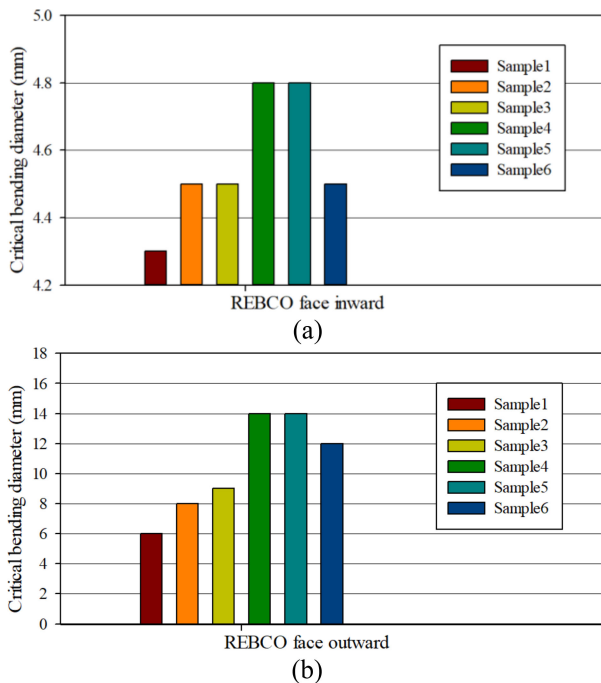 5.0
4.8
4.6
4.4
4.2
Critical bending diameter (mm)
Sample1
Sample2
Sample3
Sample4
Sample5
Sample6
REBCO face inward
(a)
18
16
14
12
10
8
6
4
2
0
Critical bending diameter (mm)
Sample1
Sample2
Sample3
Sample4
Sample5
Sample6
REBCO face outward
(b)